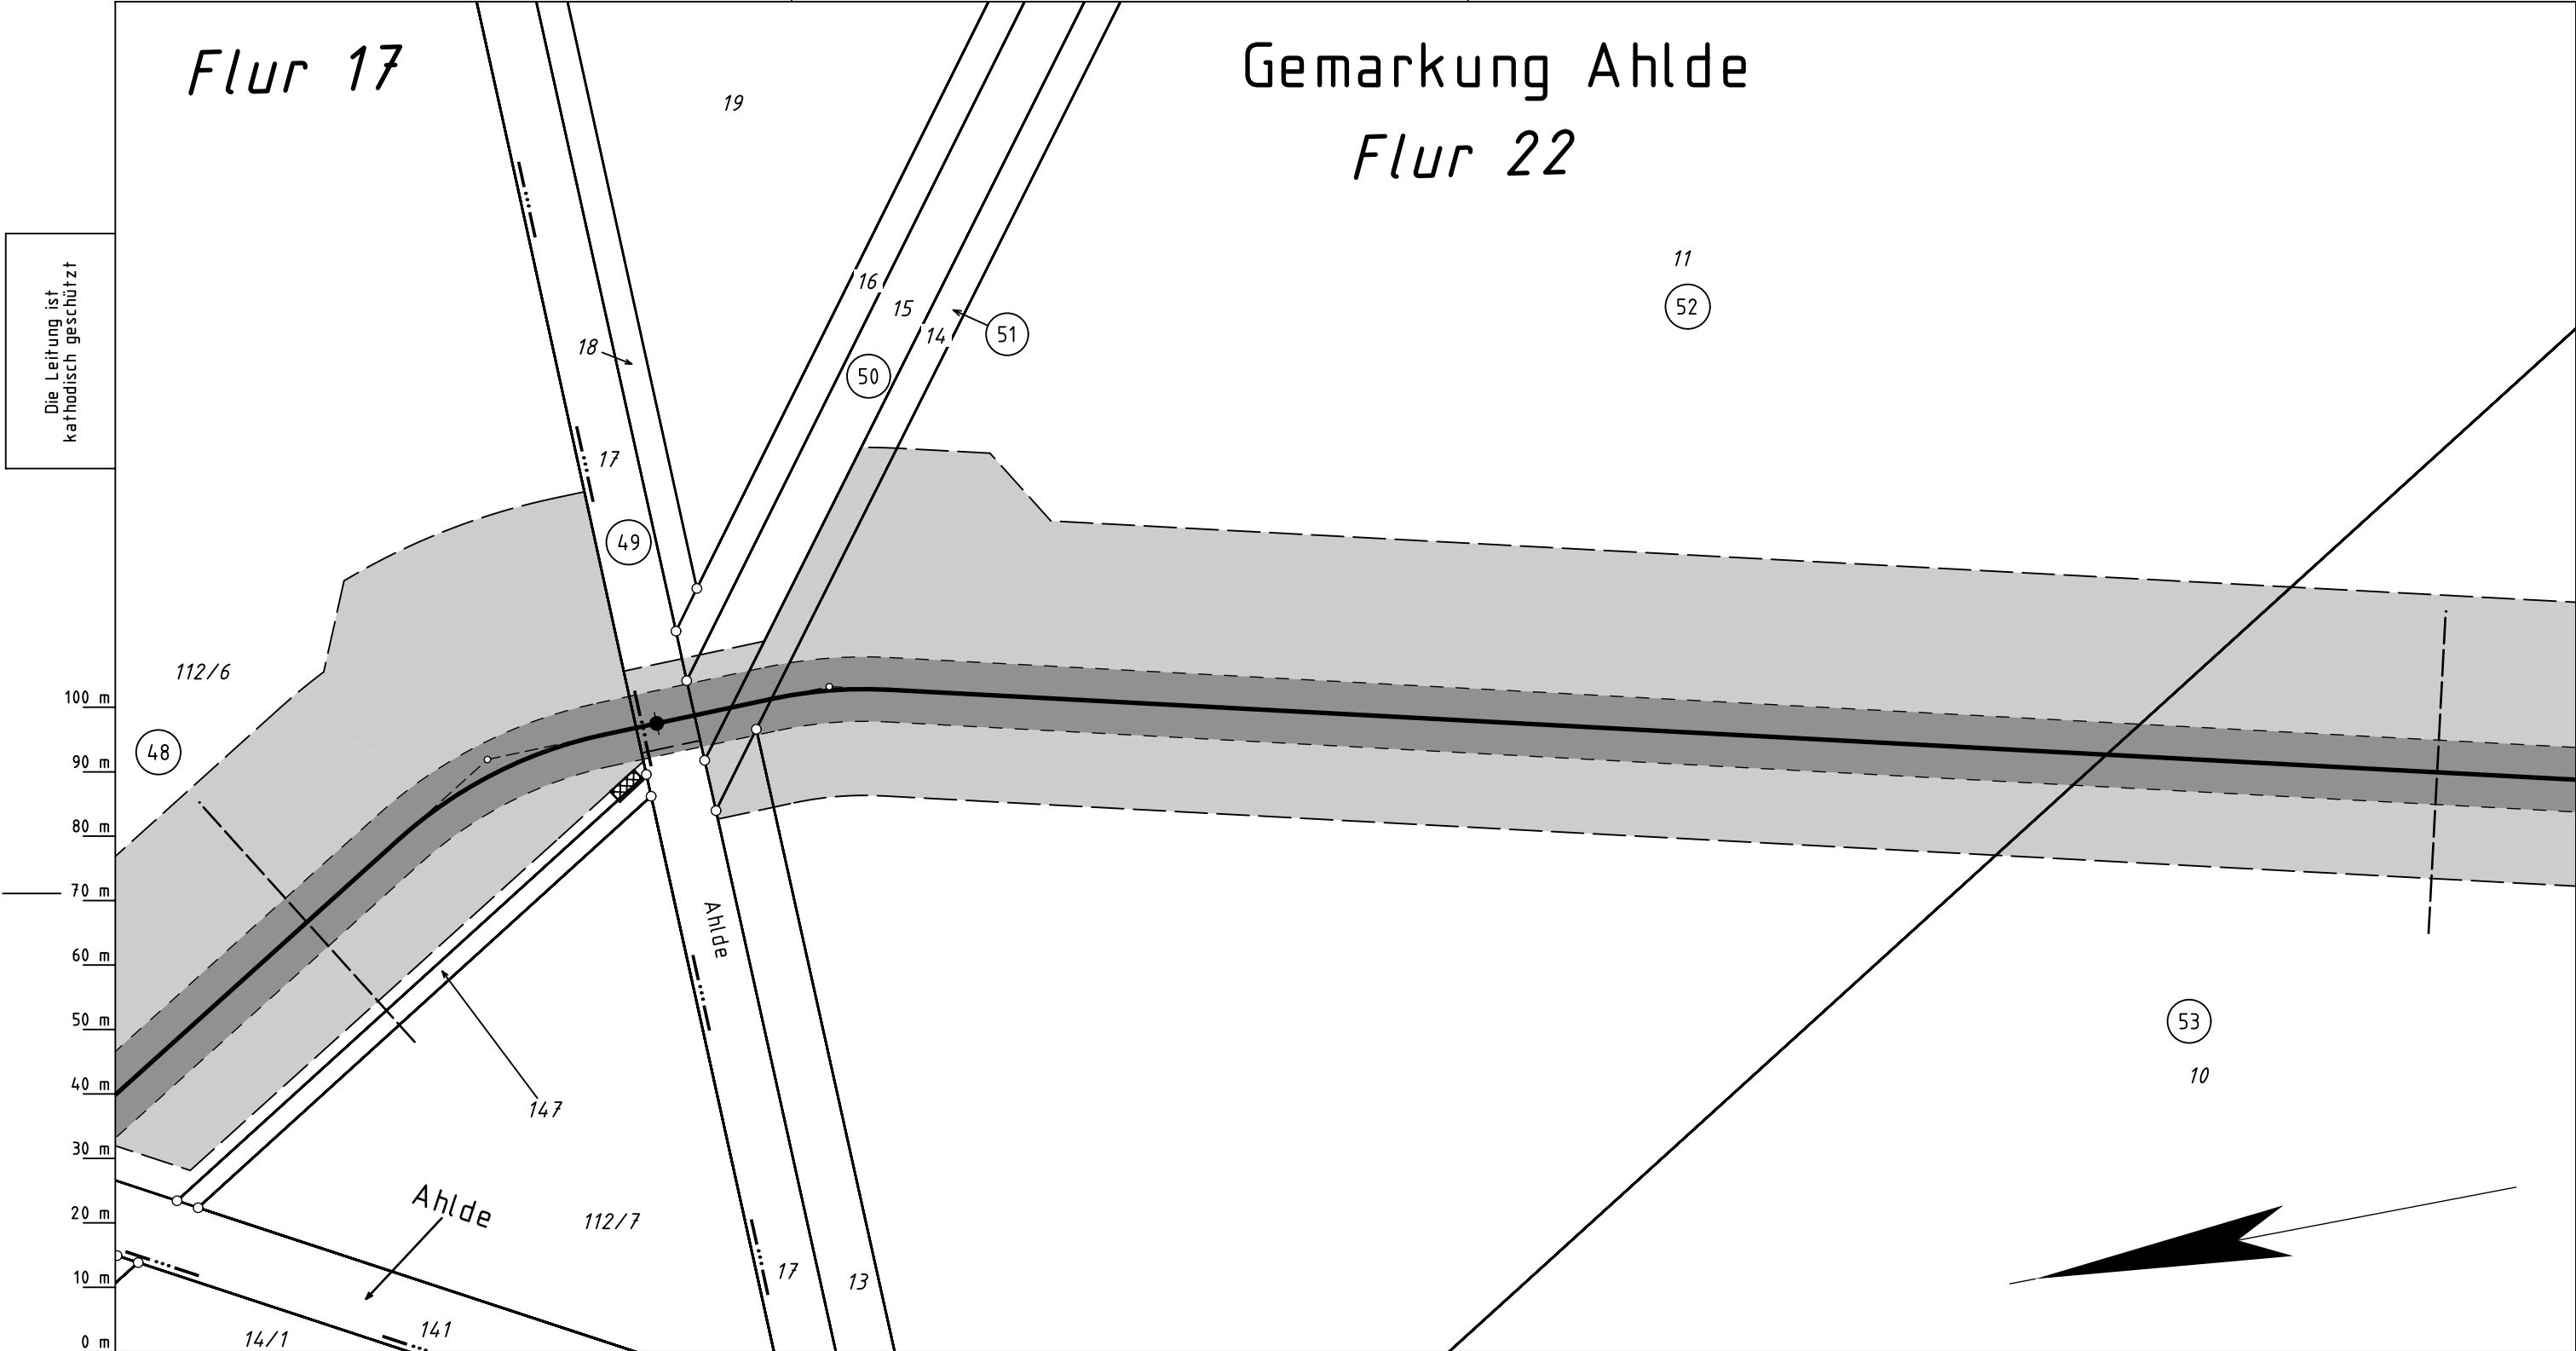 Flur 17
Gemarkung Ahlde
Flur 22
19
11
52
16
15
14
51
18
50
17
49
Die Leitung ist
kathodisch geschützt
112/6
48
100 m
90 m
80 m
70 m
60 m
50 m
40 m
30 m
20 m
10 m
0 m
Ahlde
53
10
147
Ahlde
112/7
17
13
141
14/1